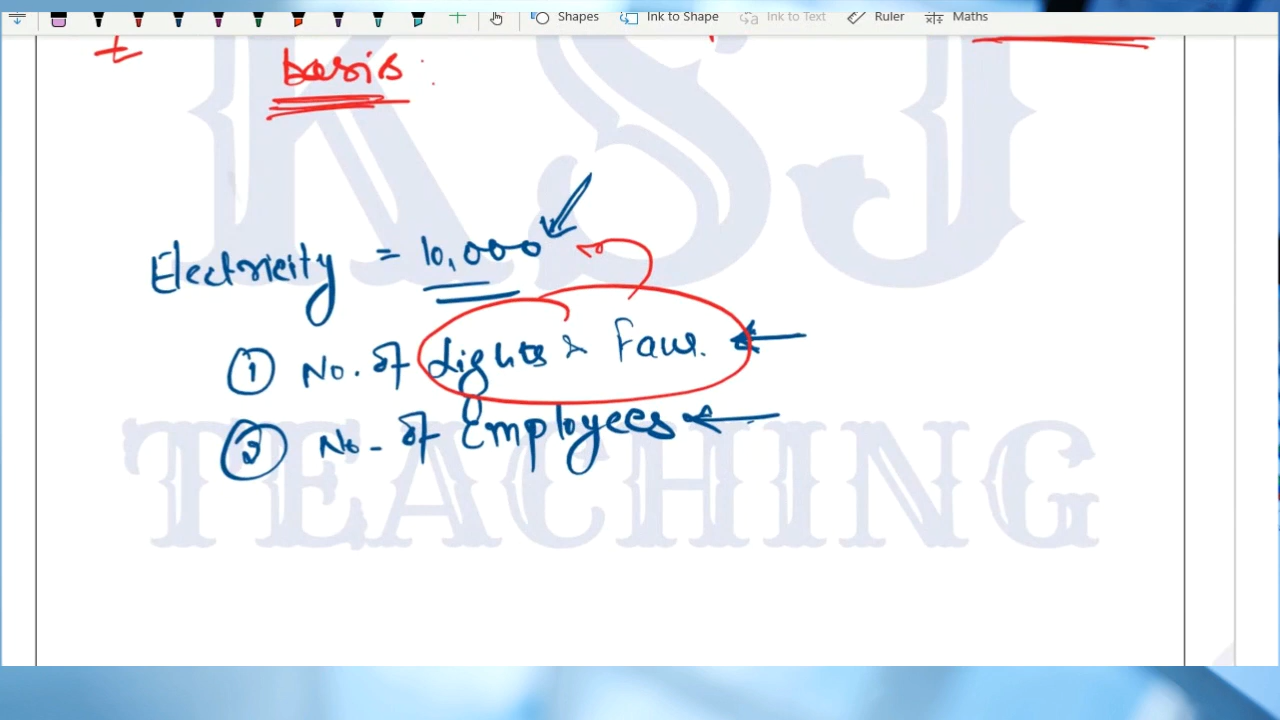 Shapes Ink to Shape Ink to Text Ruler Maths
basis :
Electricity = 10,000
① No. of Lights & Fans.
② No. of Employees
KSJ
TEACHING